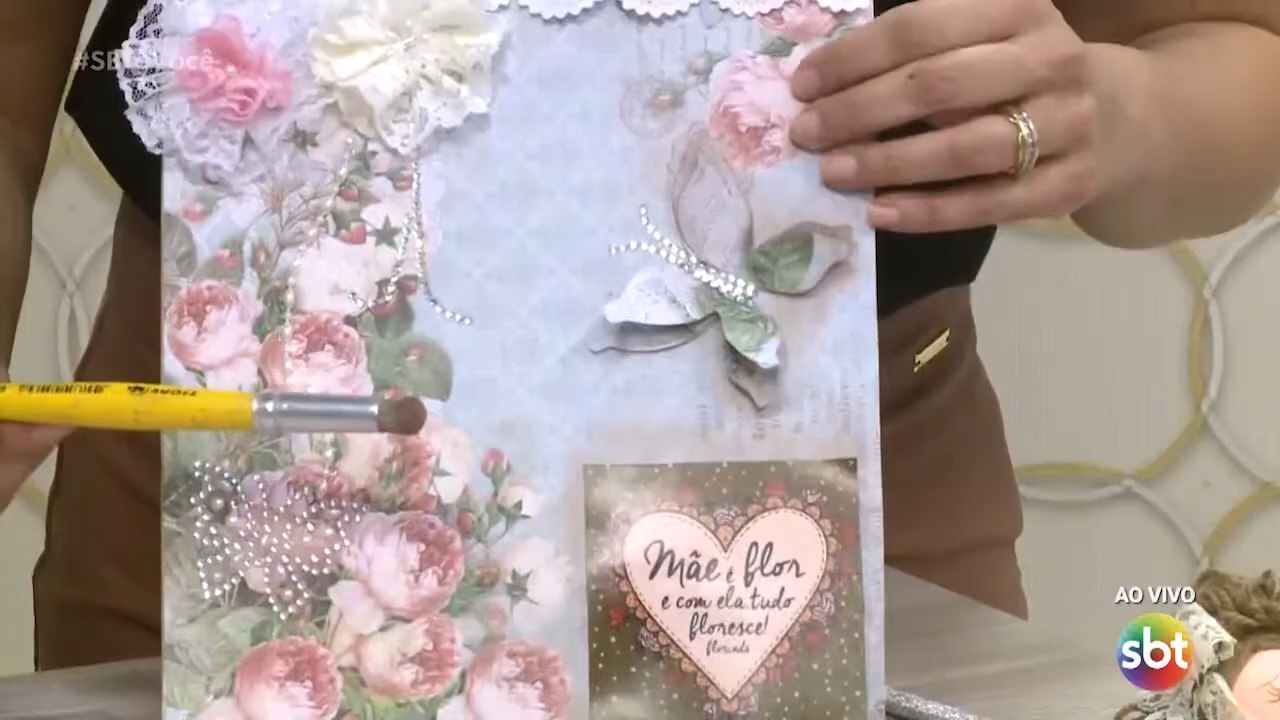 #SBTeVocê
Mãe é flor
e com ela tudo
floresce!
AO VIVO
sbt